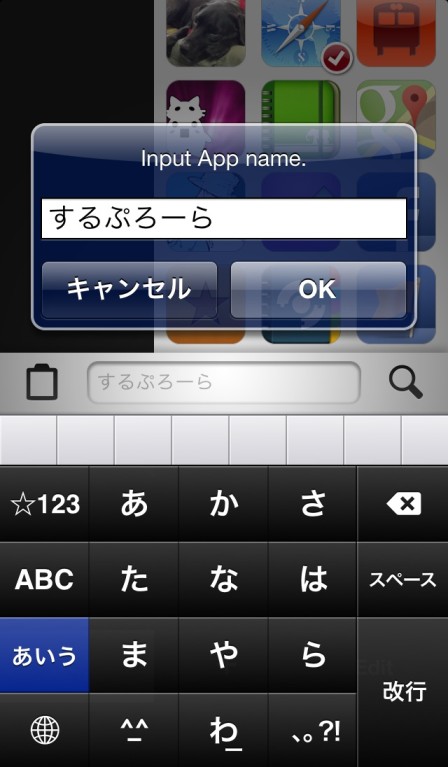 Input App name.
するぷろーら
キャンセル OK
するぷろーら
☆123 あ か さ
ABC た な は スペース
あいう ま や ら
Edit
改行
^_^ わ_ 、。?!